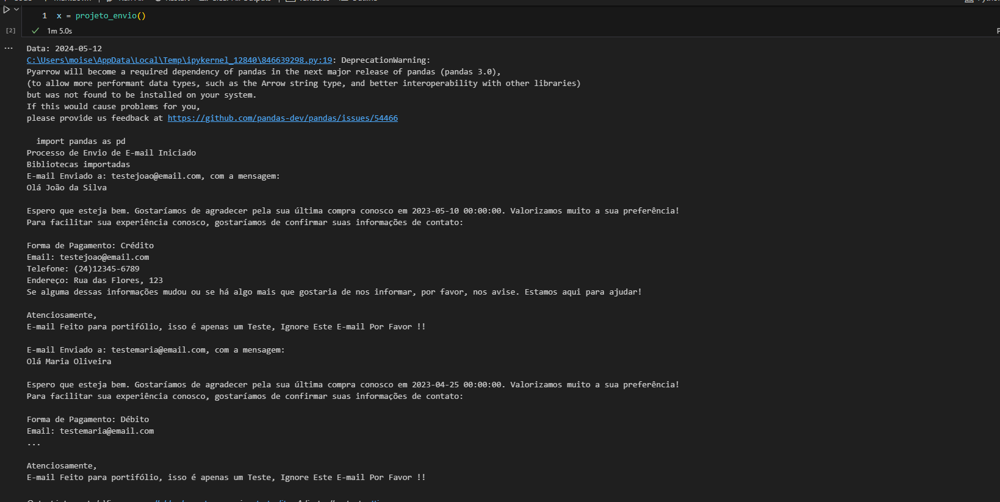 1 x = projeto_envio()
[2] 1m 5.0s
... Data: 2024-05-12
C:\Users\moise\AppData\Local\Temp\ipykernel_12840\846639298.py:19: DeprecationWarning:
Pyarrow will become a required dependency of pandas in the next major release of pandas (pandas 3.0),
(to allow more performant data types, such as the Arrow string type, and better interoperability with other libraries)
but was not found to be installed on your system.
If this would cause problems for you,
please provide us feedback at https://github.com/pandas-dev/pandas/issues/54466
import pandas as pd
Processo de Envio de E-mail Iniciado
Bibliotecas importadas
E-mail Enviado a: testejoao@email.com, com a mensagem:
Olá João da Silva
Espero que esteja bem. Gostaríamos de agradecer pela sua última compra conosco em 2023-05-10 00:00:00. Valorizamos muito a sua preferência!
Para facilitar sua experiência conosco, gostaríamos de confirmar suas informações de contato:
Forma de Pagamento: Crédito
Email: testejoao@email.com
Telefone: (24)12345-6789
Endereço: Rua das Flores, 123
Se alguma dessas informações mudou ou se há algo mais que gostaria de nos informar, por favor, nos avise. Estamos aqui para ajudar!
Atenciosamente,
E-mail Feito para portifólio, isso é apenas um Teste, Ignore Este E-mail Por Favor !!
E-mail Enviado a: testemaria@email.com, com a mensagem:
Olá Maria Oliveira
Espero que esteja bem. Gostaríamos de agradecer pela sua última compra conosco em 2023-04-25 00:00:00. Valorizamos muito a sua preferência!
Para facilitar sua experiência conosco, gostaríamos de confirmar suas informações de contato:
Forma de Pagamento: Débito
Email: testemaria@email.com
...
Atenciosamente,
E-mail Feito para portifólio, isso é apenas um Teste, Ignore Este E-mail Por Favor !!